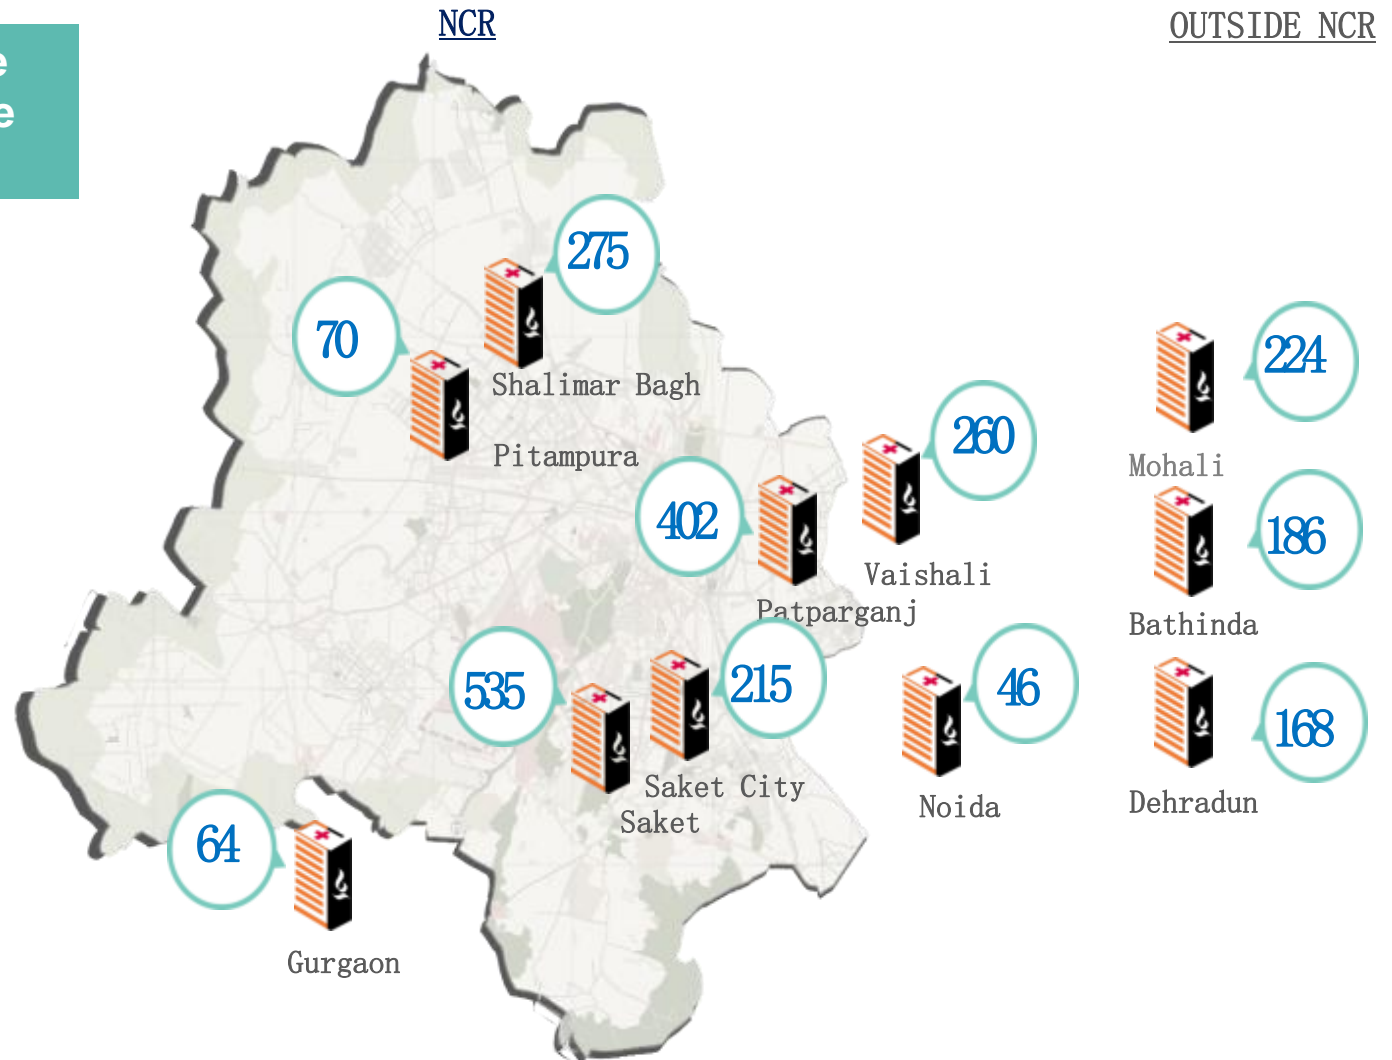 NCR
OUTSIDE NCR
e
e
275
70
Shalimar Bagh
Pitampura
260
402
Vaishali
Patparganj
224
Mohali
186
Bathinda
535
215
46
168
Saket City
Saket
Noida
Dehradun
64
Gurgaon